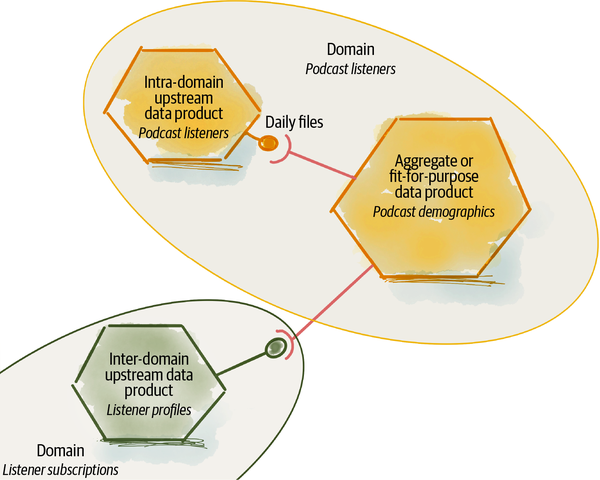 Domain
Podcast listeners
Intra-domain
upstream
data product
Podcast listeners
Daily files
Aggregate or
fit-for-purpose
data product
Podcast demographics
Inter-domain
upstream data
product
Listener profiles
Domain
Listener subscriptions